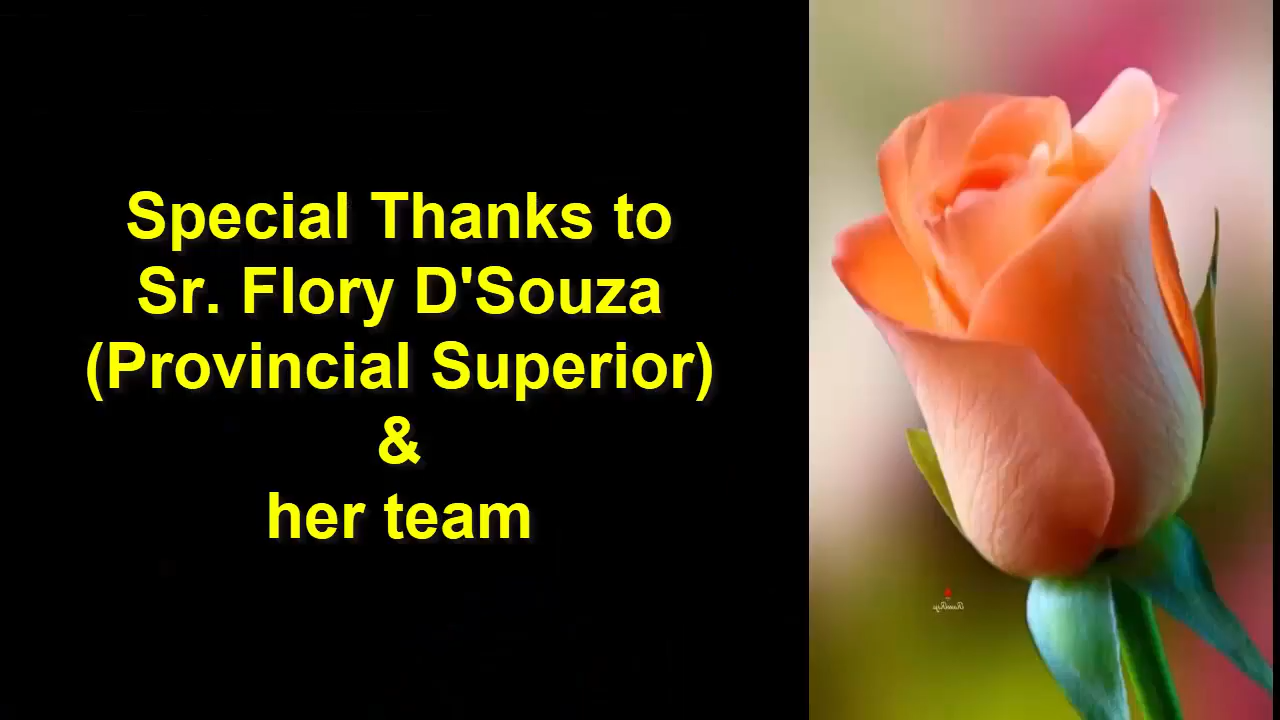 Special Thanks to
Sr. Flory D'Souza
(Provincial Superior)
&
her team